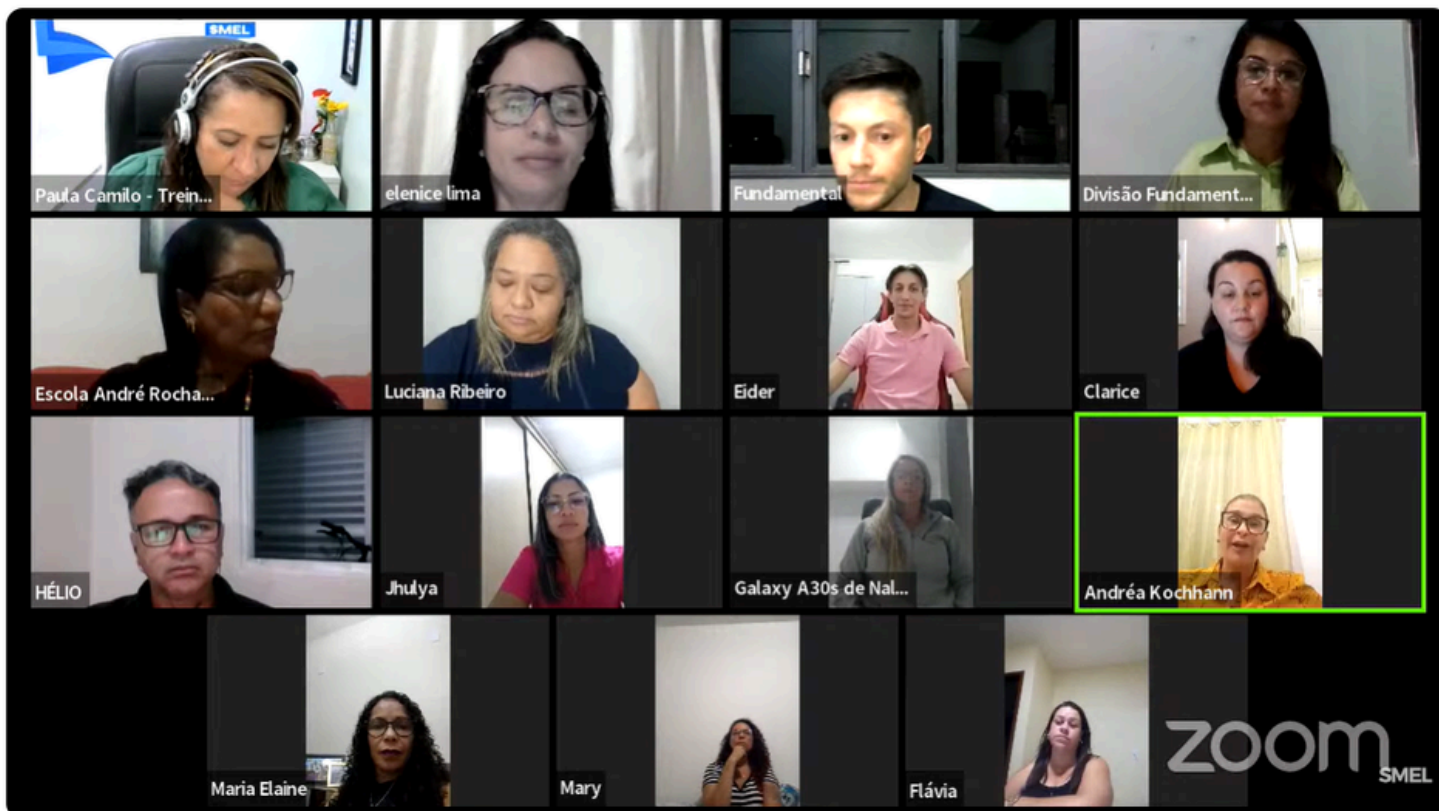 SMEL
Paula Camilo - Trein...
elenice lima
Fundamental
Divisão Fundament...
Escola André Rocha...
Luciana Ribeiro
Eider
Clarice
HÉLIO
Jhulya
Galaxy A30s de Nal...
Andréa Kochhann
Maria Elaine
Mary
Flávia
zoom
SMEL